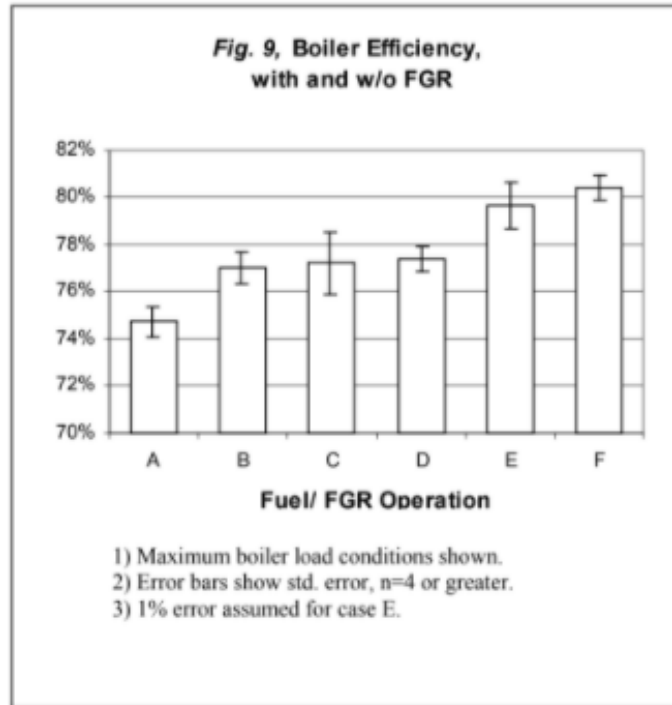 Fig. 9, Boiler Efficiency,
with and w/o FGR
82%
80%
78%
76%
74%
72%
70%
A B C D E F
Fuel/ FGR Operation
1) Maximum boiler load conditions shown.
2) Error bars show std. error, n=4 or greater.
3) 1% error assumed for case E.